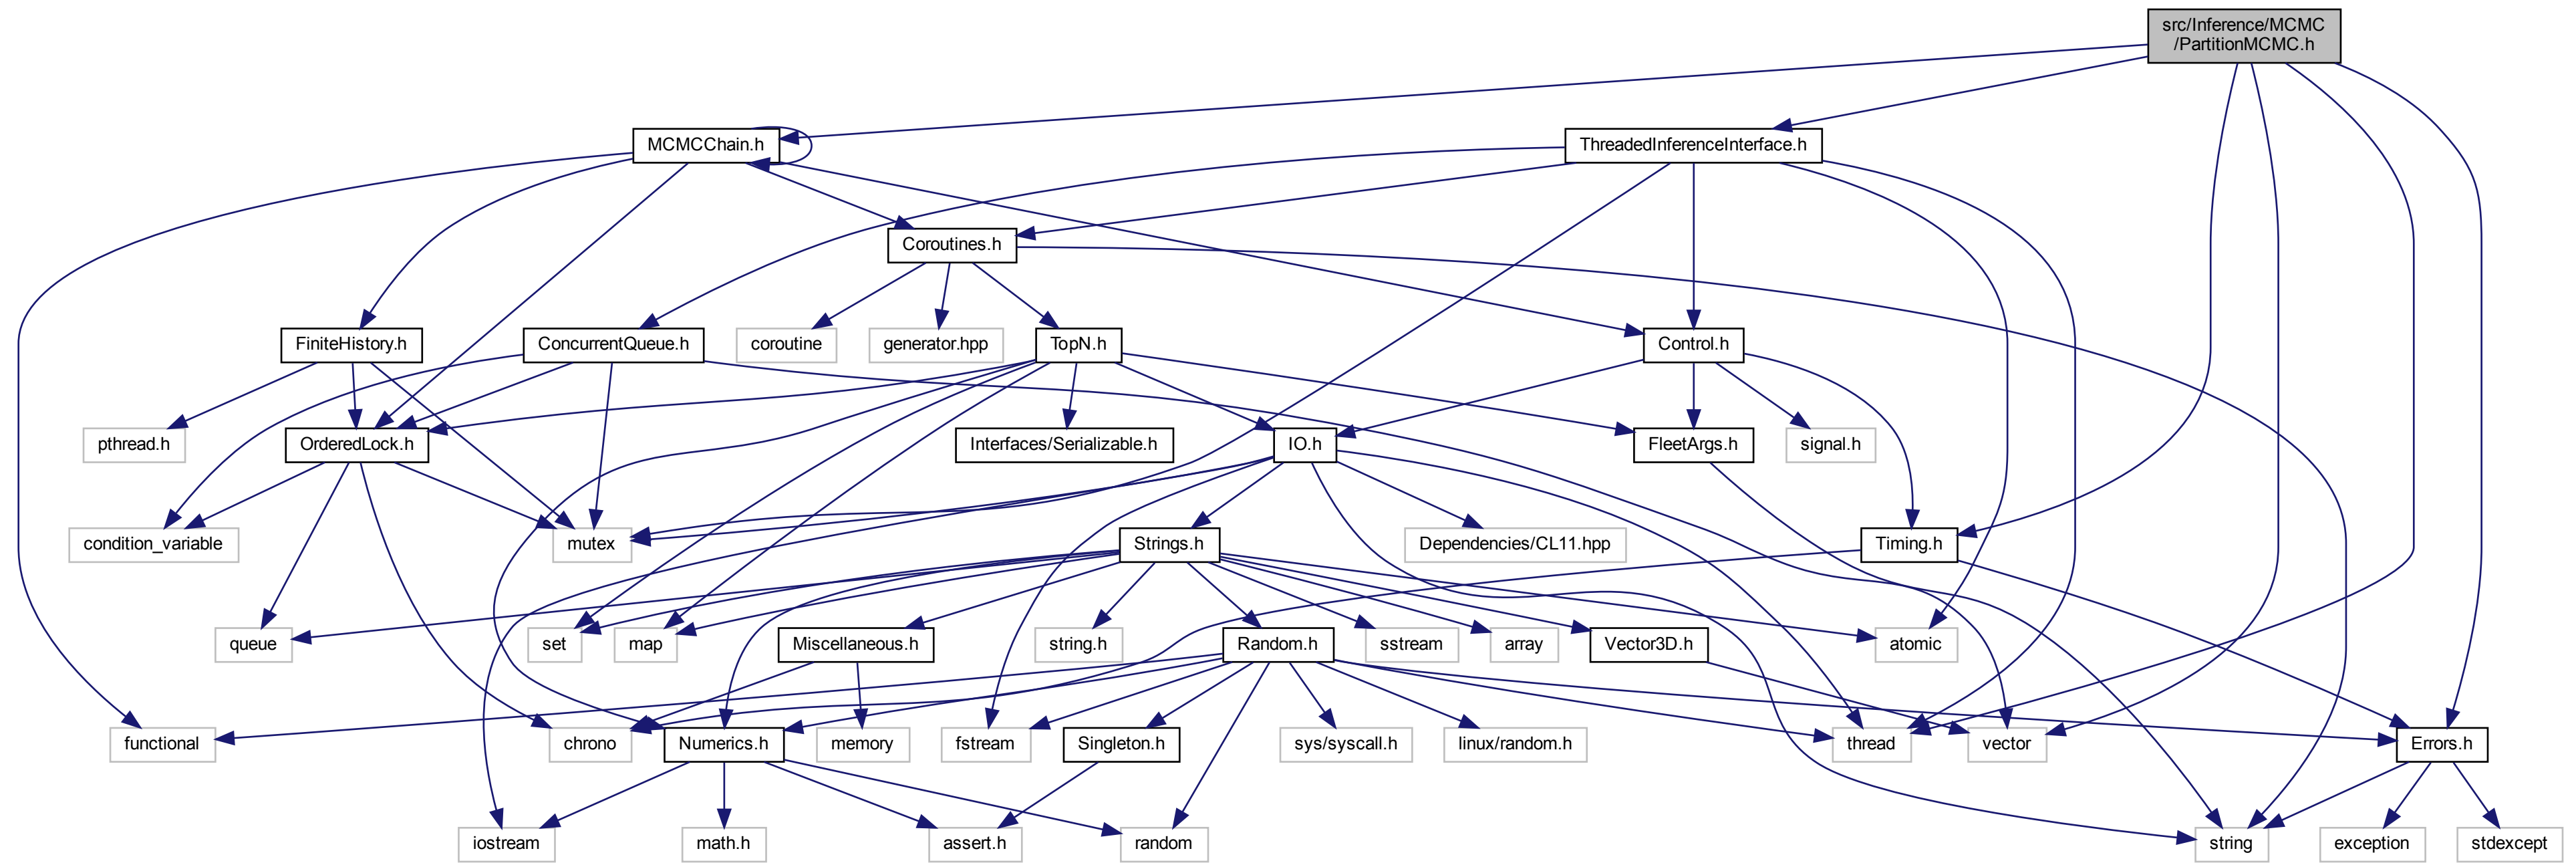 src/Inference/MCMC
/PartitionMCMC.h
MCMCChain.h
ThreadedInferenceInterface.h
Coroutines.h
FiniteHistory.h
ConcurrentQueue.h
coroutine
generator.hpp
TopN.h
Control.h
pthread.h
OrderedLock.h
Interfaces/Serializable.h
IO.h
FleetArgs.h
signal.h
condition_variable
mutex
Strings.h
Dependencies/CL11.hpp
Timing.h
queue
set
map
Miscellaneous.h
string.h
Random.h
sstream
array
Vector3D.h
atomic
functional
chrono
Numerics.h
memory
fstream
Singleton.h
sys/syscall.h
linux/random.h
thread
vector
Errors.h
iostream
math.h
assert.h
random
string
exception
stdexcept